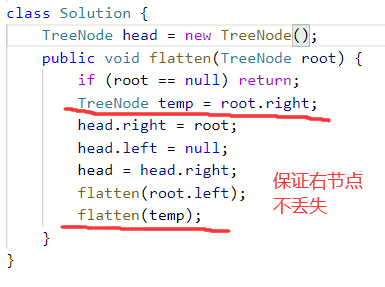 class Solution {
    TreeNode head = new TreeNode();
    public void flatten(TreeNode root) {
        if (root == null) return;
        TreeNode temp = root.right;
        head.right = root;
        head.left = null;
        head = head.right;
        flatten(root.left);
        flatten(temp);
保证右节点
不丢失
    }
}